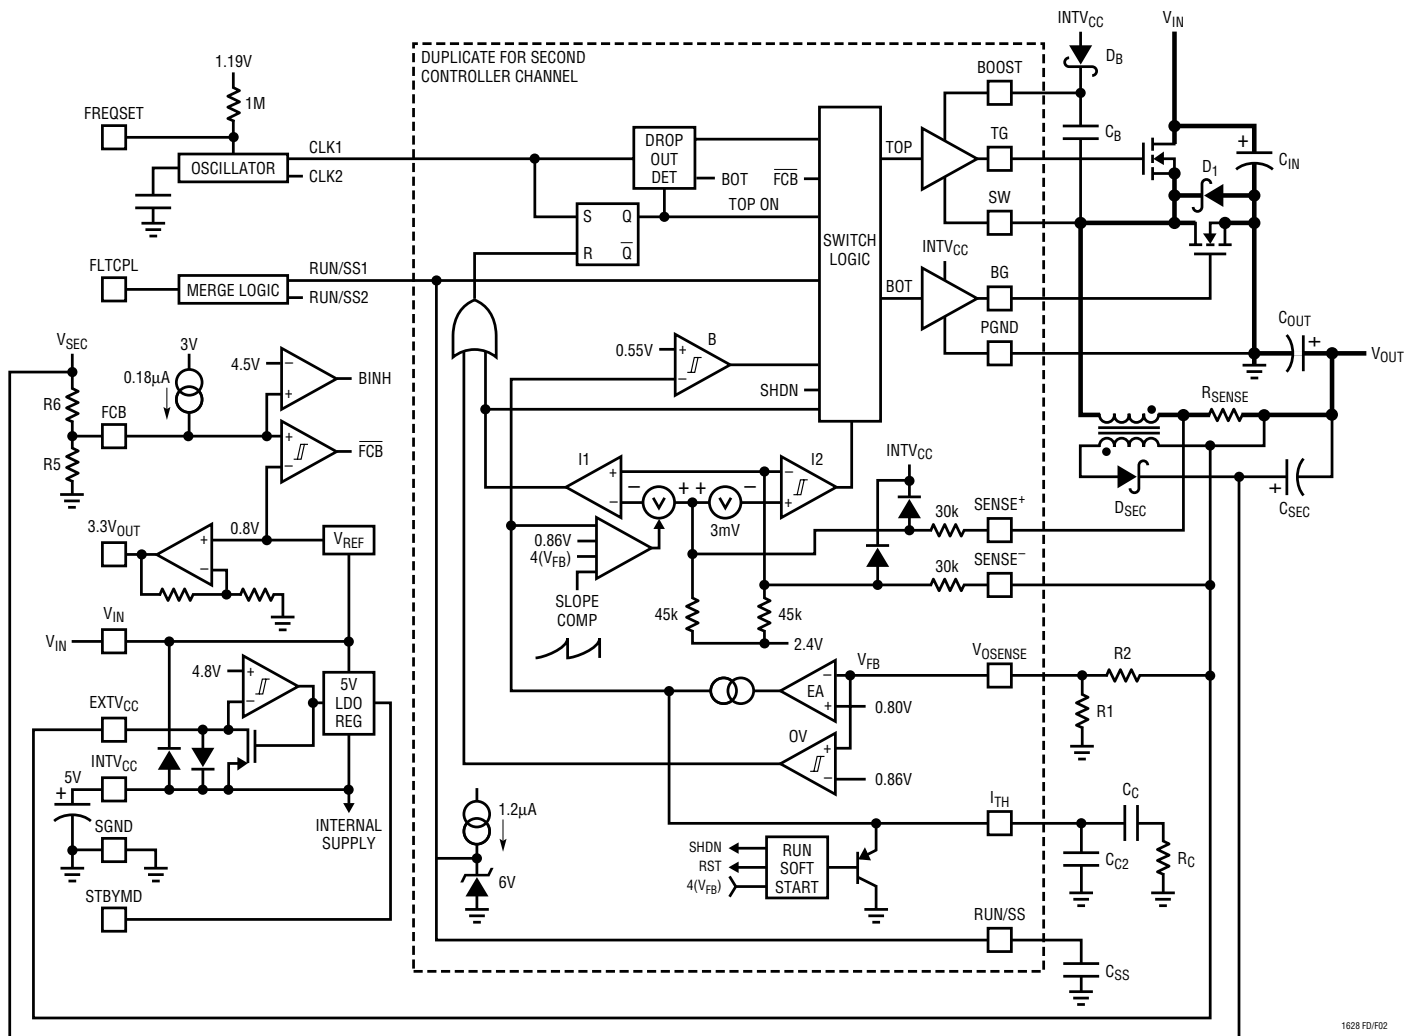 DUPLICATE FOR SECOND
CONTROLLER CHANNEL
INTVCC
VIN
DB
BOOST
1.19V
1M
FREQSET
OSCILLATOR
CLK1
CLK2
DROP
OUT
DET
BOT
FCB
TOP ON
S
Q
R
Q
SWITCH
LOGIC
TOP
TG
CB
D1
CIN
SW
INTVCC
BOT
BG
PGND
COUT
VOUT
FLTCPL
MERGE LOGIC
RUN/SS1
RUN/SS2
VSEC
3V
0.18µA
4.5V
BINH
R6
FCB
R5
FCB
0.55V
B
SHDN
RSENSE
DSEC
CSEC
I1
I2
3mV
INTVCC
0.86V
4(VFB)
SLOPE
COMP
45k
45k
2.4V
30k
SENSE+
30k
SENSE−
3.3VOUT
0.8V
VREF
VIN
VIN
4.8V
5V
LDO
REG
EXTVCC
INTVCC
5V
SGND
INTERNAL
SUPPLY
STBYMD
VFB
EA
0.80V
OV
0.86V
VOSENSE
R2
R1
1.2µA
6V
SHDN
RST
4(VFB)
RUN
SOFT
START
ITH
CC
CC2
RC
RUN/SS
CSS
1628 FD/F02